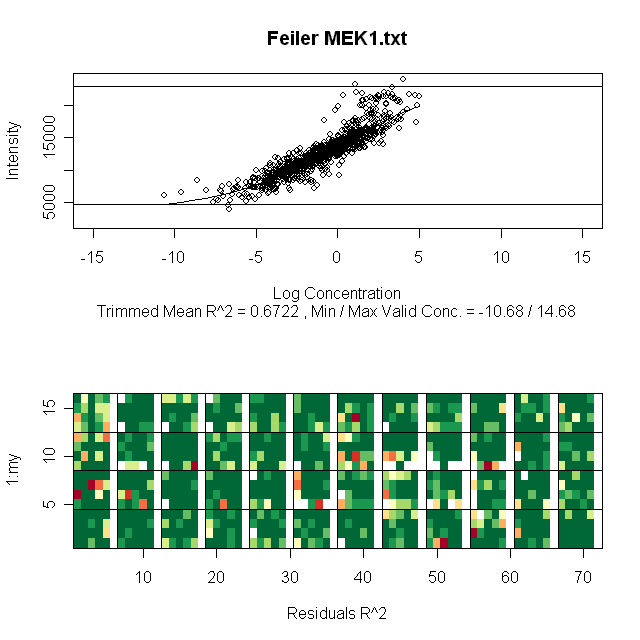 Feiler MEK1.txt
Intensity
15000
5000
-15 -10 -5 0 5 10 15
Log Concentration
Trimmed Mean R^2 = 0.6722 , Min / Max Valid Conc. = -10.68 / 14.68
1:my
15
10
5
10 20 30 40 50 60 70
Residuals R^2